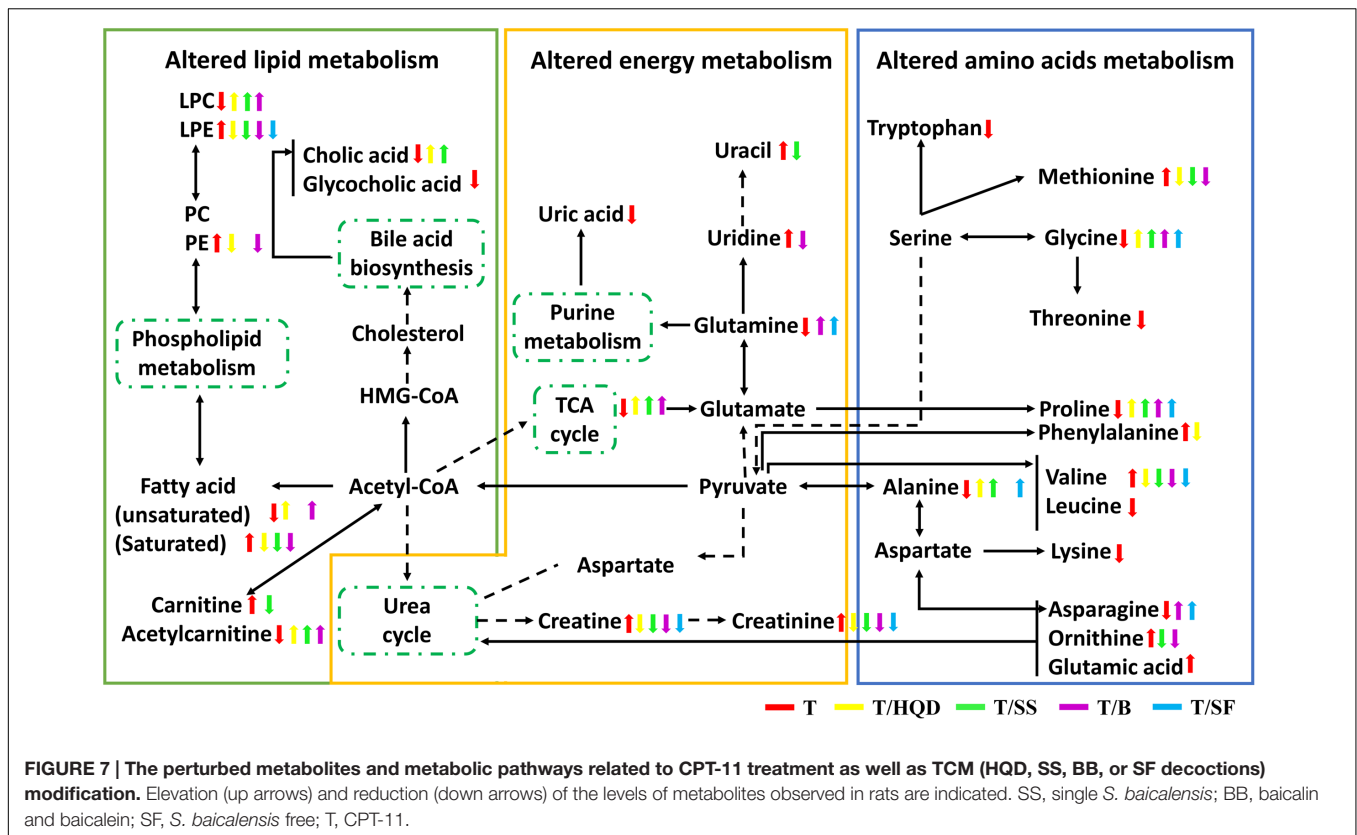 Altered lipid metabolism
LPC
LPE
Cholic acid
Glycocholic acid
PC
PE
Bile acid
biosynthesis
Phospholipid
metabolism
Cholesterol
HMG-CoA
Fatty acid
(unsaturated)
(Saturated)
Acetyl-CoA
Carnitine
Acetylcarnitine
Altered energy metabolism
Uracil
Uric acid
Uridine
Purine
metabolism
Glutamine
TCA
cycle
Glutamate
Pyruvate
Aspartate
Urea
cycle
Creatine
Creatinine
Altered amino acids metabolism
Tryptophan
Methionine
Serine
Glycine
Threonine
Proline
Phenylalanine
Valine
Leucine
Alanine
Aspartate
Lysine
Asparagine
Ornithine
Glutamic acid
T T/HQD T/SS T/B T/SF
FIGURE 7 | The perturbed metabolites and metabolic pathways related to CPT-11 treatment as well as TCM (HQD, SS, BB, or SF decoctions)
modification. Elevation (up arrows) and reduction (down arrows) of the levels of metabolites observed in rats are indicated. SS, single S. baicalensis; BB, baicalin
and baicalein; SF, S. baicalensis free; T, CPT-11.